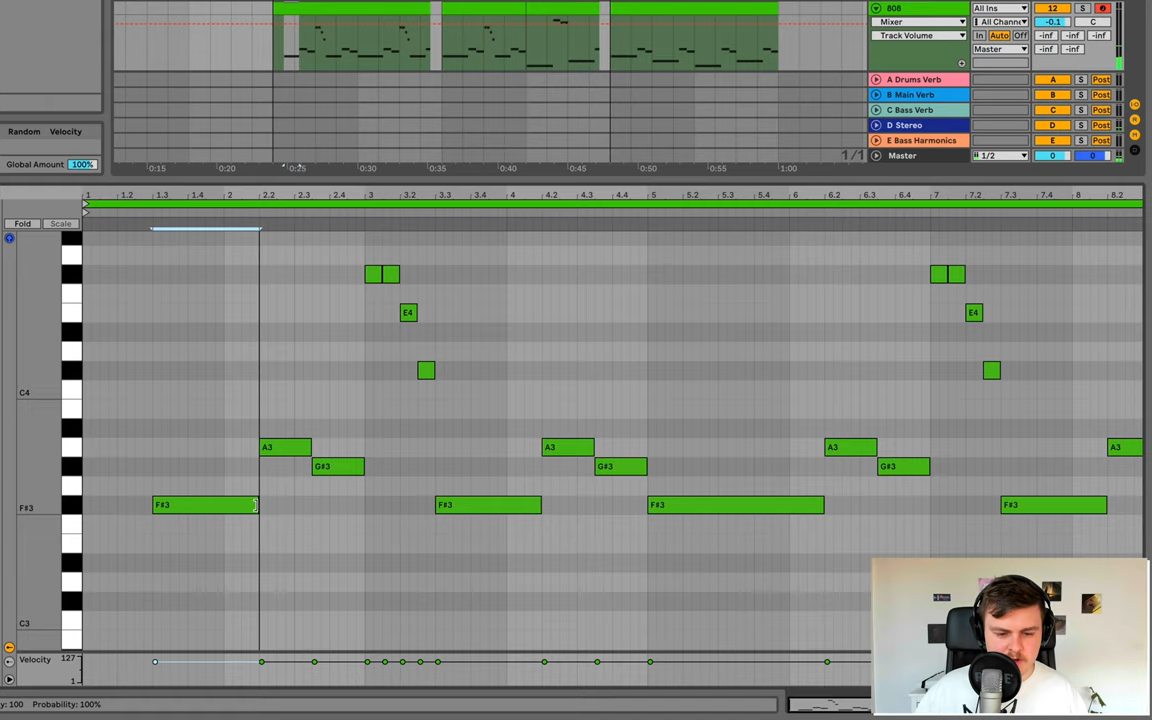 808
All Ins
12
S
Mixer
All Channe
-0.1
C
Track Volume
In
Auto
Off
-inf
-inf
-inf
Master
-inf
-inf
A Drums Verb
A
S
Post
B Main Verb
B
S
Post
C Bass Verb
C
S
Post
D Stereo
D
S
Post
E Bass Harmonics
E
S
Post
1/1
Master
1/2
0
0
Random
Velocity
Global Amount
100%
0:15
0:20
0:25
0:30
0:35
0:40
0:45
0:50
0:55
1:00
1
1.2
1.3
1.4
2
2.2
2.3
2.4
3
3.2
3.3
3.4
4
4.2
4.3
4.4
5
5.2
5.3
5.4
6
6.2
6.3
6.4
7
7.2
7.3
7.4
8
8.2
Fold
Scale
E4
E4
C4
A3
A3
A3
A3
G#3
G#3
G#3
F#3
F#3
F#3
F#3
F#3
C3
Velocity
127
1
y: 100
Probability: 100%